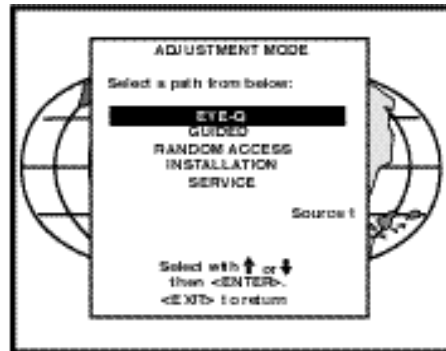 ADJUSTMENT MODE
Select a path from below:
EYE-Q
GUIDED
RANDOM ACCESS
INSTALLATION
SERVICE
Source 1
Select with ↑ or ↓
then <ENTER>.
<EXIT> to return